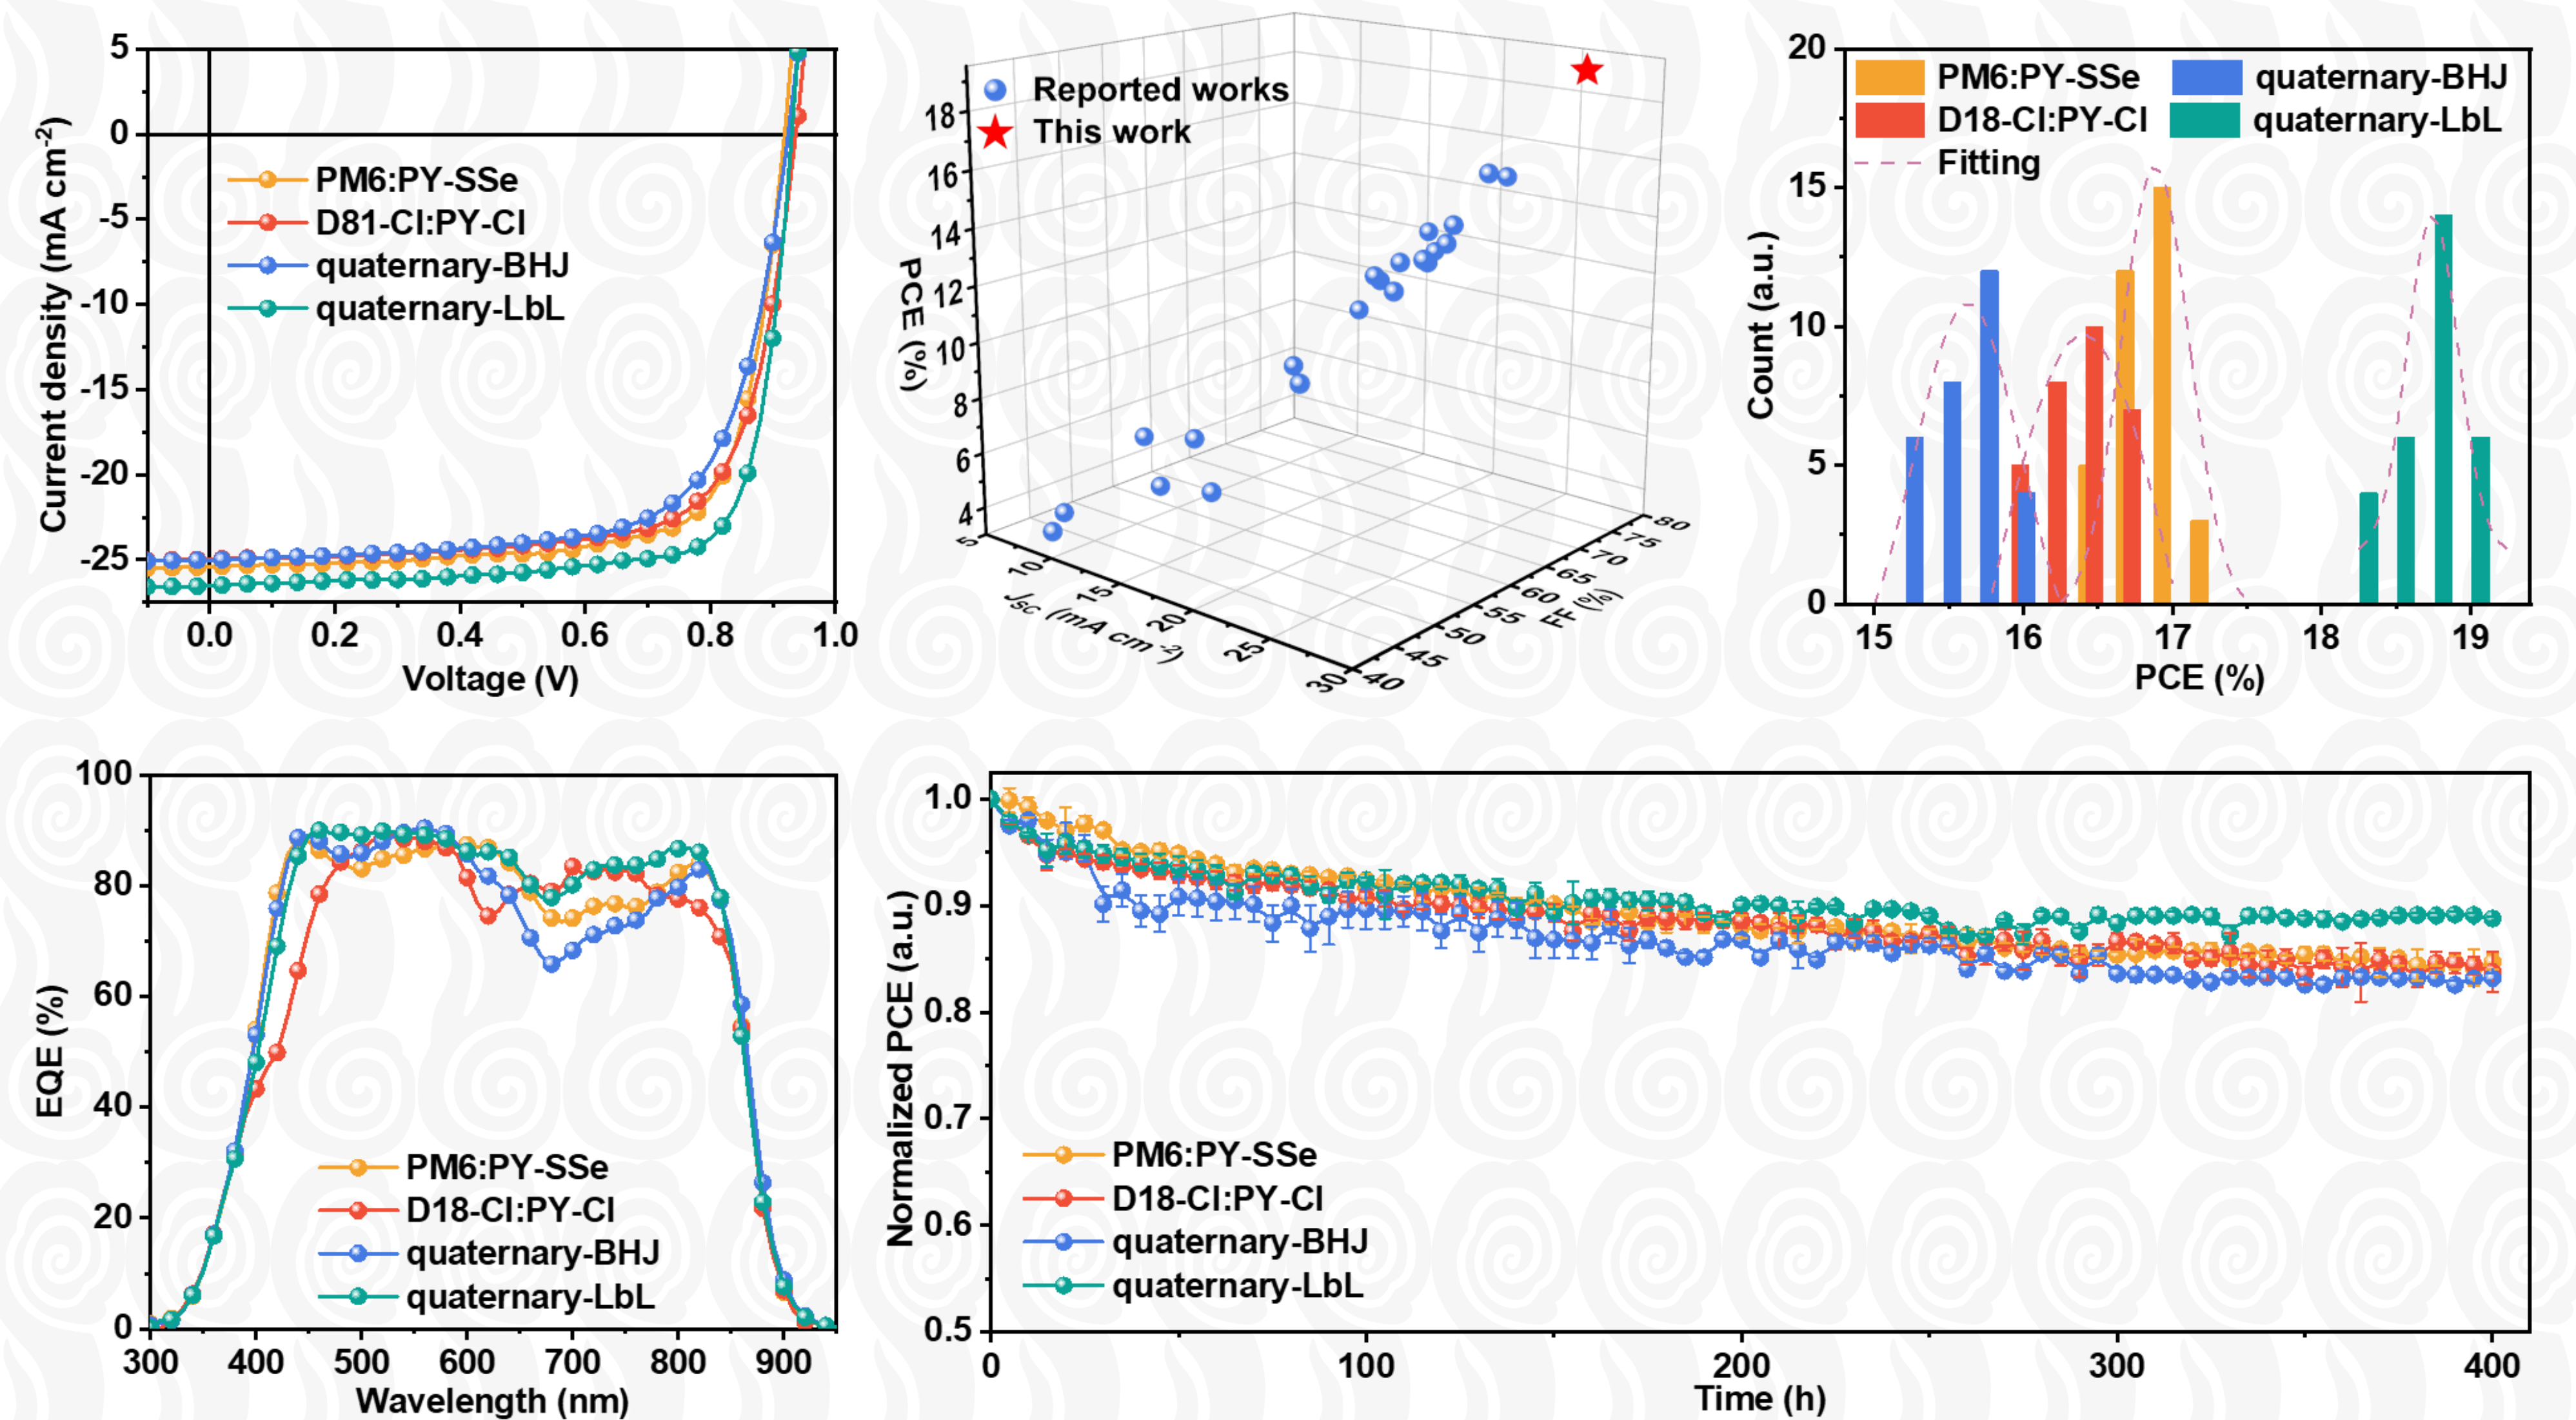 5
0
-5
-10
-15
-20
-25
Current density (mA cm-2)
PM6:PY-SSe
D81-Cl:PY-Cl
quaternary-BHJ
quaternary-LbL
0.0 0.2 0.4 0.6 0.8 1.0
Voltage (V)
Reported works
This work
18
16
14
12
10
8
6
4
PCE (%)
5 10 15 20 25 30
JSC (mA cm-2)
40 45 50 55 60 65 70 75 80
FF (%)
20
15
10
5
0
Count (a.u.)
PM6:PY-SSe quaternary-BHJ
D18-Cl:PY-Cl quaternary-LbL
Fitting
15 16 17 18 19
PCE (%)
100
80
60
40
20
0
EQE (%)
PM6:PY-SSe
D18-Cl:PY-Cl
quaternary-BHJ
quaternary-LbL
300 400 500 600 700 800 900
Wavelength (nm)
1.0
0.9
0.8
0.7
0.6
0.5
Normalized PCE (a.u.)
PM6:PY-SSe
D18-Cl:PY-Cl
quaternary-BHJ
quaternary-LbL
0 100 200 300 400
Time (h)